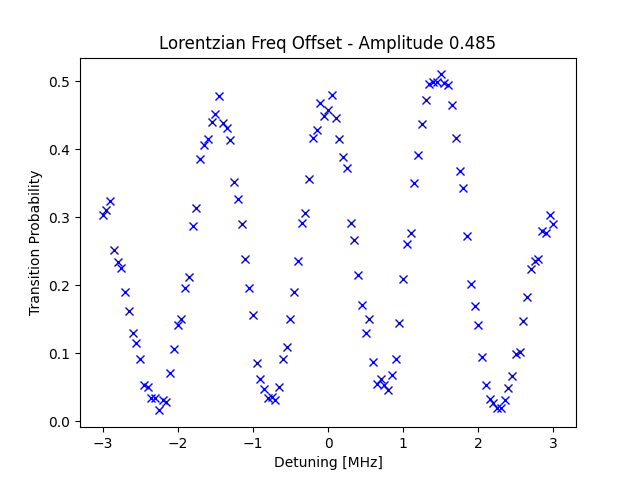 Lorentzian Freq Offset - Amplitude 0.485
Transition Probability
0.5
0.4
0.3
0.2
0.1
0.0
−3 −2 −1 0 1 2 3
Detuning [MHz]